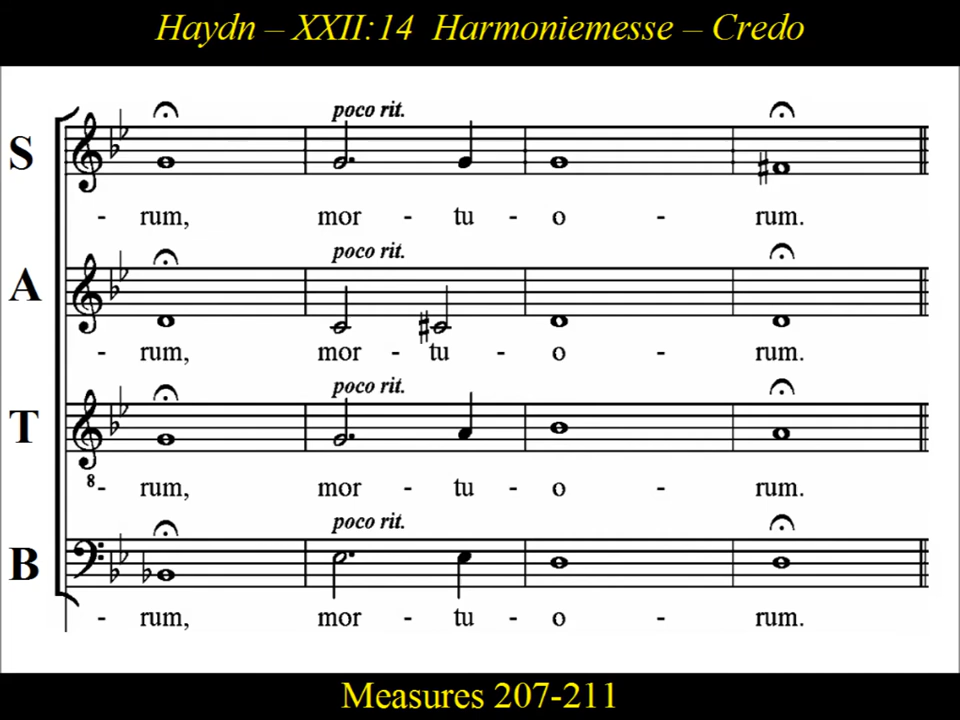 Haydn – XXII:14 Harmoniemesse – Credo
poco rit.
S
- rum, mor - tu - o - rum.
poco rit.
A
- rum, mor - tu - o - rum.
poco rit.
T
8
- rum, mor - tu - o - rum.
poco rit.
B
- rum, mor - tu - o - rum.
Measures 207-211